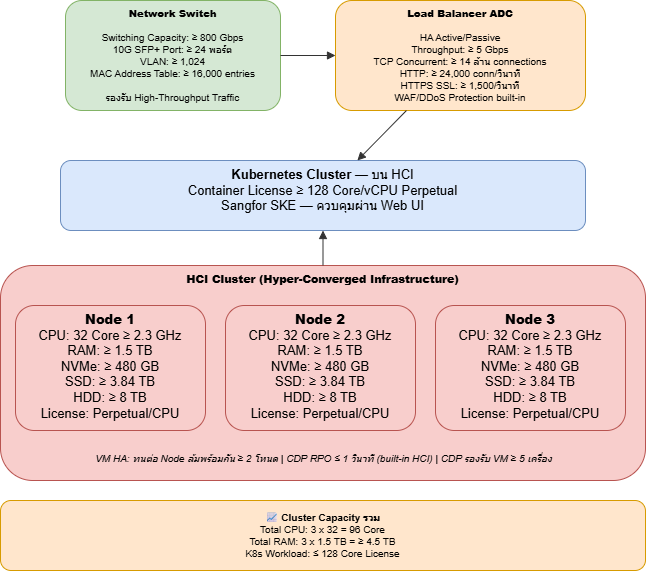 Network Switch
Switching Capacity: ≥ 800 Gbps
10G SFP+ Port: ≥ 24 พอร์ต
VLAN: ≥ 1,024
MAC Address Table: ≥ 16,000 entries
รองรับ High-Throughput Traffic
Load Balancer ADC
HA Active/Passive
Throughput: ≥ 5 Gbps
TCP Concurrent: ≥ 14 ล้าน connections
HTTP: ≥ 24,000 conn/วินาที
HTTPS SSL: ≥ 1,500/วินาที
WAF/DDoS Protection built-in
Kubernetes Cluster — บน HCI
Container License ≥ 128 Core/vCPU Perpetual
Sangfor SKE — ควบคุมผ่าน Web UI
HCI Cluster (Hyper-Converged Infrastructure)
Node 1
CPU: 32 Core ≥ 2.3 GHz
RAM: ≥ 1.5 TB
NVMe: ≥ 480 GB
SSD: ≥ 3.84 TB
HDD: ≥ 8 TB
License: Perpetual/CPU
Node 2
CPU: 32 Core ≥ 2.3 GHz
RAM: ≥ 1.5 TB
NVMe: ≥ 480 GB
SSD: ≥ 3.84 TB
HDD: ≥ 8 TB
License: Perpetual/CPU
Node 3
CPU: 32 Core ≥ 2.3 GHz
RAM: ≥ 1.5 TB
NVMe: ≥ 480 GB
SSD: ≥ 3.84 TB
HDD: ≥ 8 TB
License: Perpetual/CPU
VM HA: ทนต่อ Node ล้มพร้อมกัน ≥ 2 โหนด | CDP RPO ≤ 1 วินาที (built-in HCI) | CDP รองรับ VM ≥ 5 เครื่อง
Cluster Capacity รวม
Total CPU: 3 x 32 = 96 Core
Total RAM: 3 x 1.5 TB = ≥ 4.5 TB
K8s Workload: ≤ 128 Core License